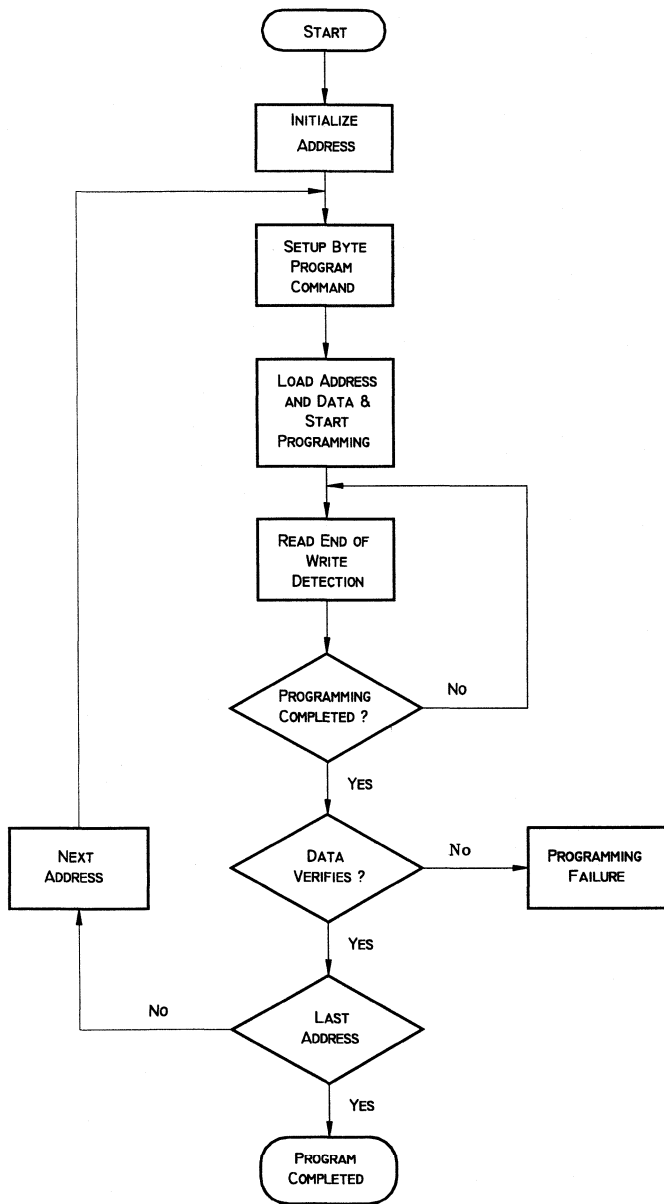 START
INITIALIZE
ADDRESS
SETUP BYTE
PROGRAM
COMMAND
LOAD ADDRESS
AND DATA &
START
PROGRAMMING
READ END OF
WRITE
DETECTION
PROGRAMMING
COMPLETED ?
NO
YES
NEXT
ADDRESS
DATA
VERIFIES ?
No
PROGRAMMING
FAILURE
YES
NO
LAST
ADDRESS
YES
PROGRAM
COMPLETED